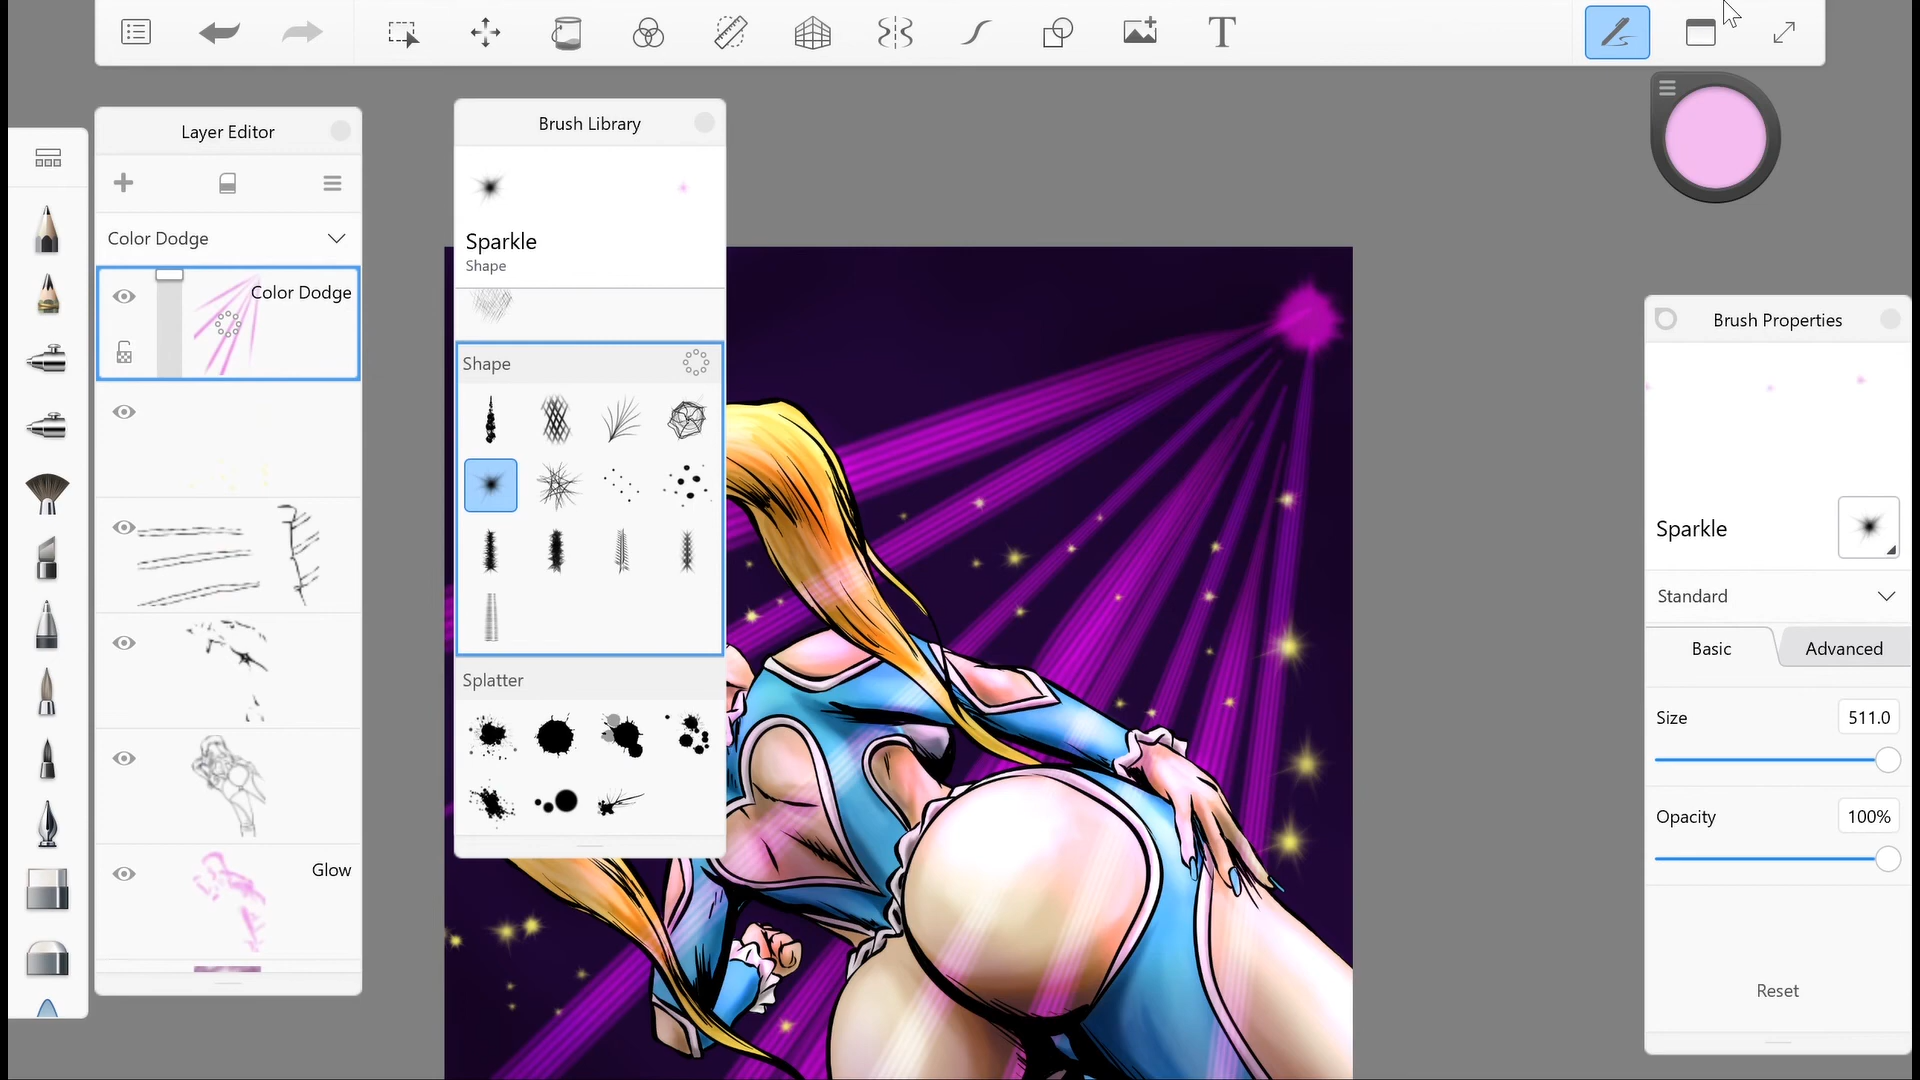 T
Layer Editor
Color Dodge
Color Dodge
Glow
Brush Library
Sparkle
Shape
Shape
Splatter
Brush Properties
Sparkle
Standard
Basic
Advanced
Size
511.0
Opacity
100%
Reset